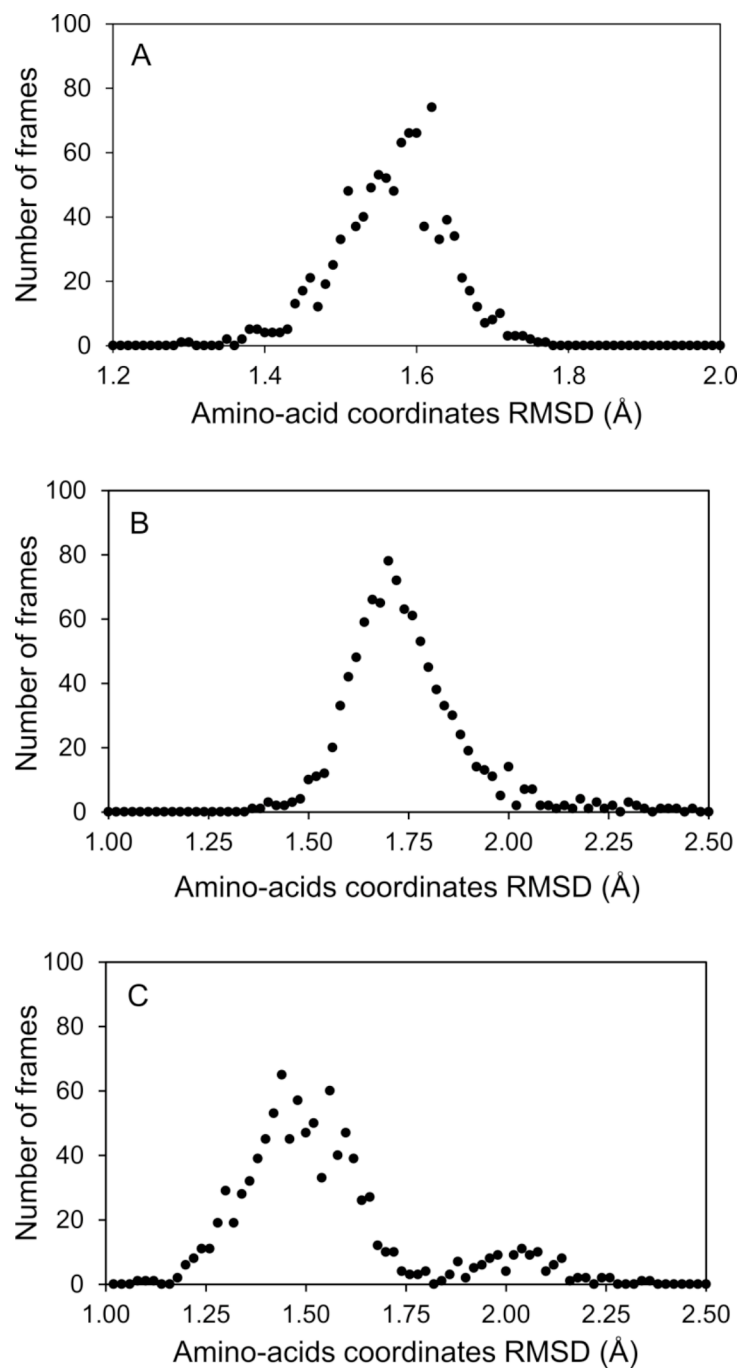 100
A
80
60
40
20
0
Number of frames
1.2 1.4 1.6 1.8 2.0
Amino-acid coordinates RMSD (Å)
100
B
80
60
40
20
0
Number of frames
1.00 1.25 1.50 1.75 2.00 2.25 2.50
Amino-acids coordinates RMSD (Å)
100
C
80
60
40
20
0
Number of frames
1.00 1.25 1.50 1.75 2.00 2.25 2.50
Amino-acids coordinates RMSD (Å)